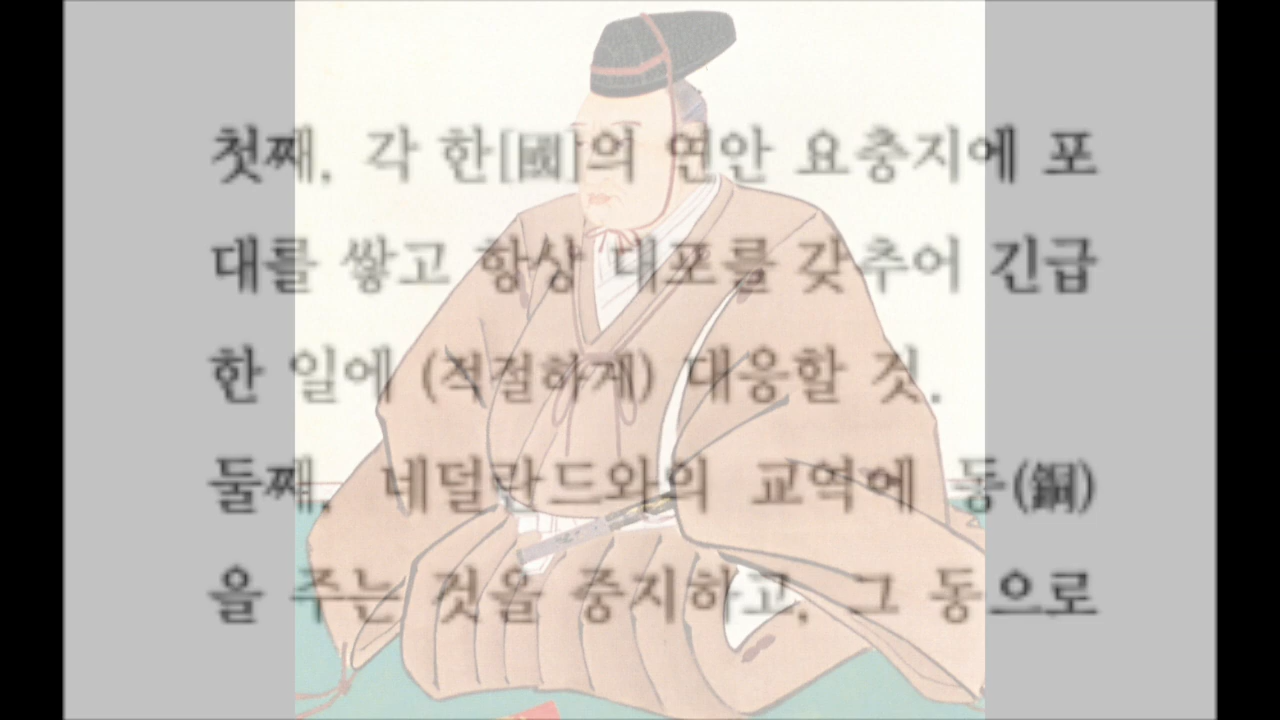 첫째, 각 한[國]의 연안 요충지에 포
대를 쌓고 항상 대포를 갖추어 긴급
한 일에 (적절하게) 대응할 것.
둘째, 네덜란드와의 교역에 동(銅)
을 주는 것을 중지하고, 그 동으로